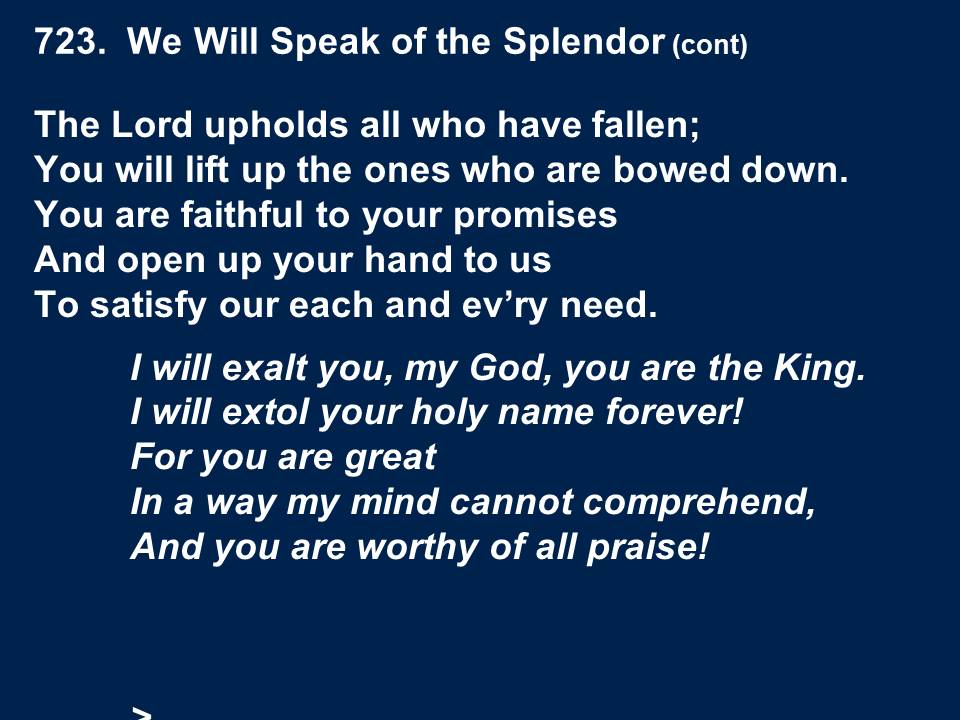 723.  We Will Speak of the Splendor (cont)
The Lord upholds all who have fallen;
You will lift up the ones who are bowed down.
You are faithful to your promises
And open up your hand to us
To satisfy our each and ev’ry need.
I will exalt you, my God, you are the King.
I will extol your holy name forever!
For you are great
In a way my mind cannot comprehend,
And you are worthy of all praise!
>